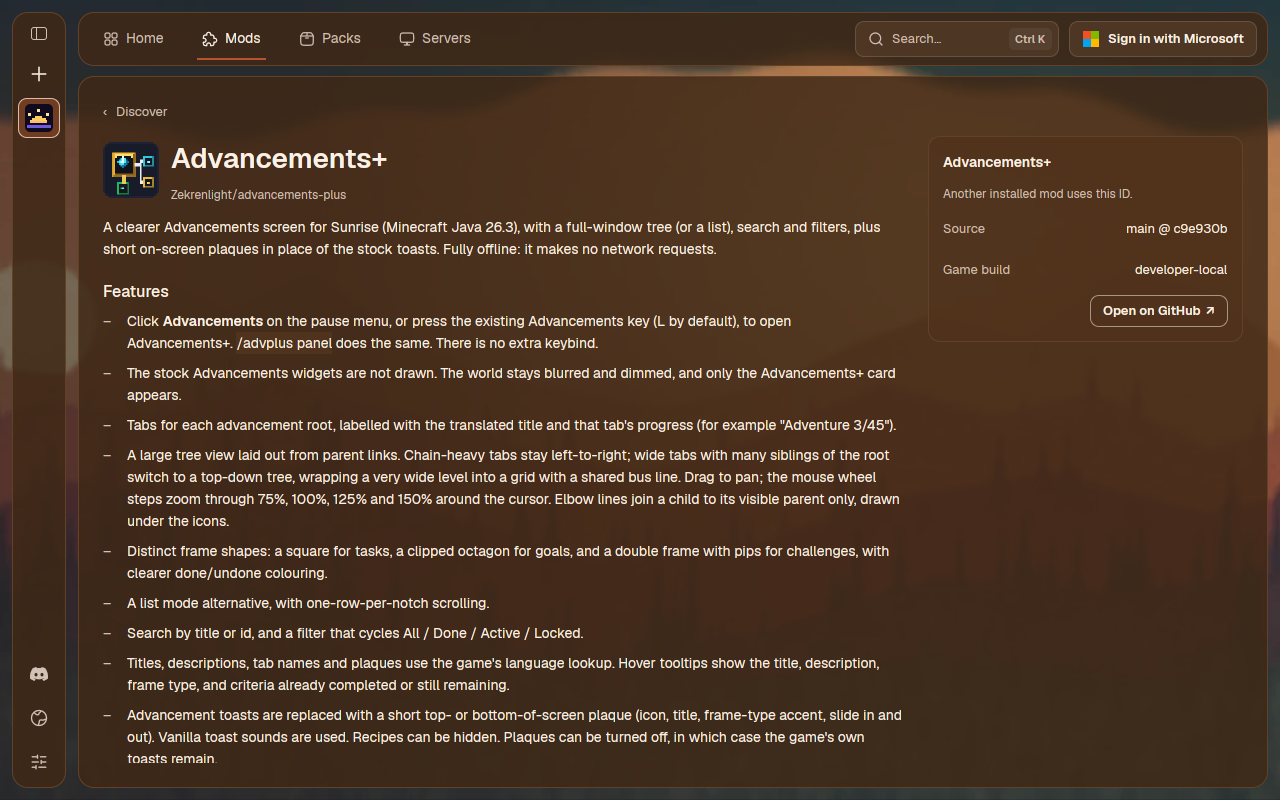 Home
Mods
Packs
Servers
Search...
Ctrl K
Sign in with Microsoft
‹ Discover
Advancements+
Zekrenlight/advancements-plus
A clearer Advancements screen for Sunrise (Minecraft Java 26.3), with a full-window tree (or a list), search and filters, plus
short on-screen plaques in place of the stock toasts. Fully offline: it makes no network requests.
Features
– Click Advancements on the pause menu, or press the existing Advancements key (L by default), to open
Advancements+. /advplus panel does the same. There is no extra keybind.
– The stock Advancements widgets are not drawn. The world stays blurred and dimmed, and only the Advancements+ card
appears.
– Tabs for each advancement root, labelled with the translated title and that tab's progress (for example "Adventure 3/45").
– A large tree view laid out from parent links. Chain-heavy tabs stay left-to-right; wide tabs with many siblings of the root
switch to a top-down tree, wrapping a very wide level into a grid with a shared bus line. Drag to pan; the mouse wheel
steps zoom through 75%, 100%, 125% and 150% around the cursor. Elbow lines join a child to its visible parent only, drawn
under the icons.
– Distinct frame shapes: a square for tasks, a clipped octagon for goals, and a double frame with pips for challenges, with
clearer done/undone colouring.
– A list mode alternative, with one-row-per-notch scrolling.
– Search by title or id, and a filter that cycles All / Done / Active / Locked.
– Titles, descriptions, tab names and plaques use the game's language lookup. Hover tooltips show the title, description,
frame type, and criteria already completed or still remaining.
– Advancement toasts are replaced with a short top- or bottom-of-screen plaque (icon, title, frame-type accent, slide in and
out). Vanilla toast sounds are used. Recipes can be hidden. Plaques can be turned off, in which case the game's own
toasts remain.
Advancements+
Another installed mod uses this ID.
Source main @ c9e930b
Game build developer-local
Open on GitHub ↗